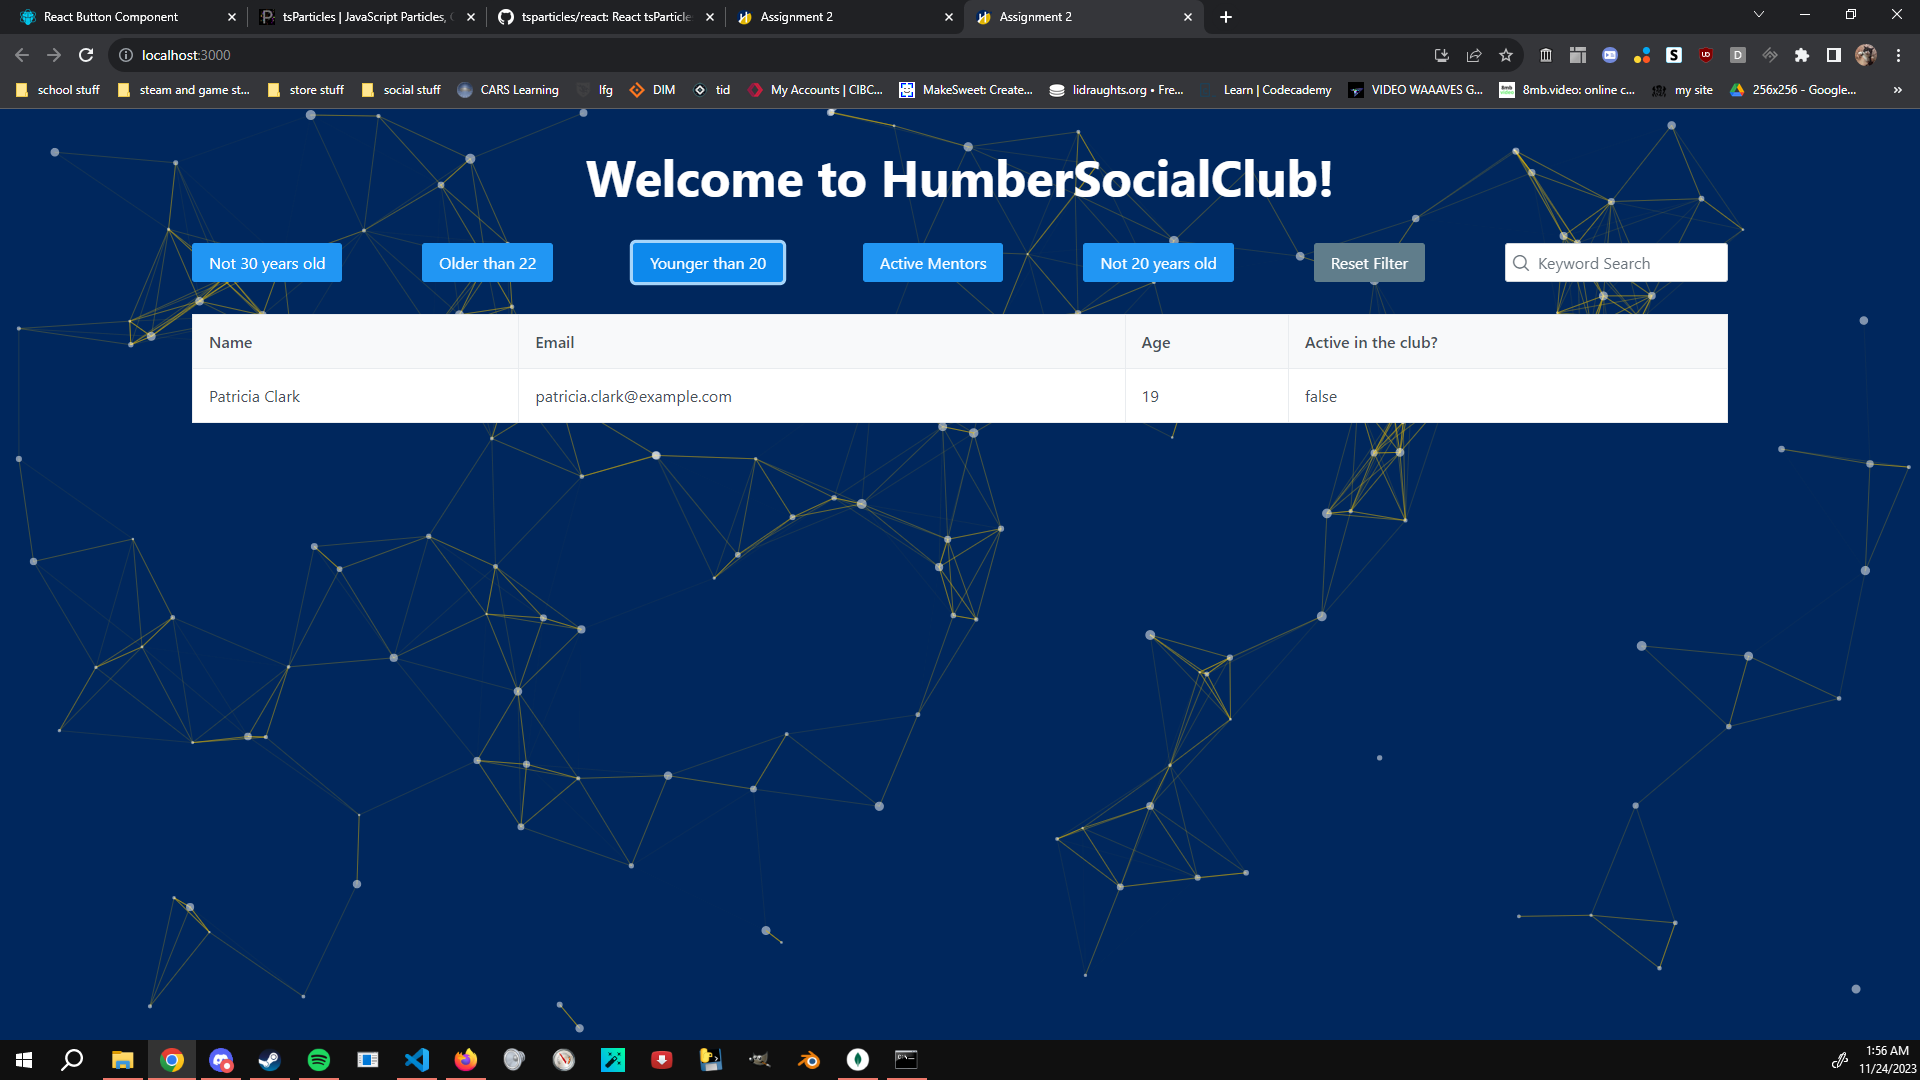 React Button Component
tsParticles | JavaScript Particles,
tsparticles/react: React tsParticle
Assignment 2
Assignment 2
localhost:3000
school stuff
steam and game st...
store stuff
social stuff
CARS Learning
lfg
DIM
tid
My Accounts | CIBC...
MakeSweet: Create...
lidraughts.org • Fre...
Learn | Codecademy
VIDEO WAAAVES G...
8mb.video: online c...
my site
256x256 - Google...
»
Welcome to HumberSocialClub!
Not 30 years old
Older than 22
Younger than 20
Active Mentors
Not 20 years old
Reset Filter
Keyword Search
Name Email Age Active in the club?
Patricia Clark patricia.clark@example.com 19 false
1:56 AM
11/24/2023